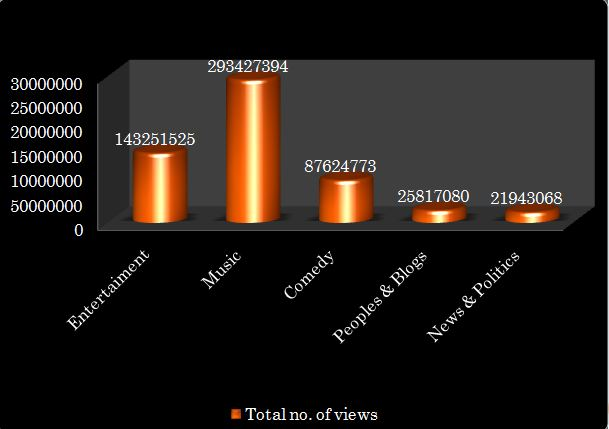 293427394
30000000
25000000
143251525
20000000
15000000
87624773
10000000
25817080
21943068
50000000
0
Entertaiment
Music
Comedy
Peoples & Blogs
News & Politics
Total no. of views